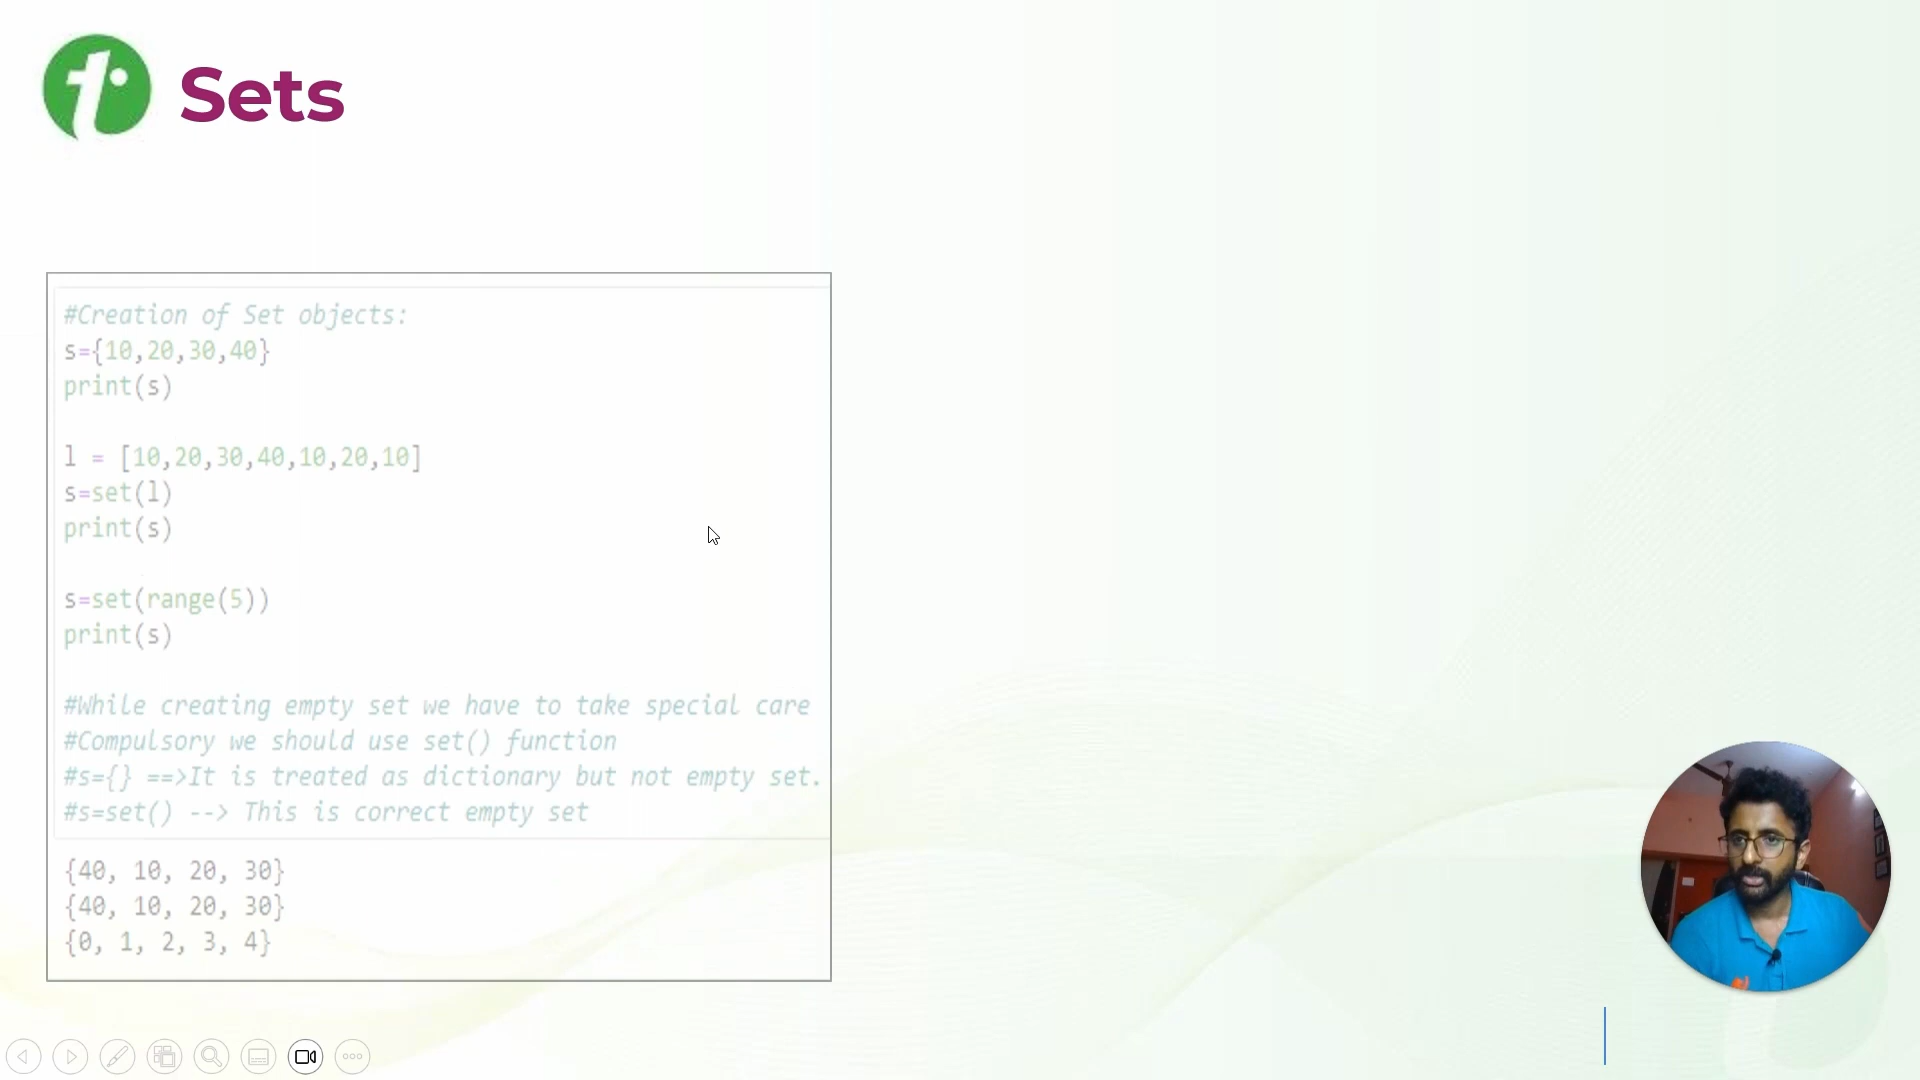 Sets
#Creation of Set objects:
s={10,20,30,40}
print(s)
l = [10,20,30,40,10,20,10]
s=set(l)
print(s)
s=set(range(5))
print(s)
#While creating empty set we have to take special care
#Compulsory we should use set() function
#s={} ==>It is treated as dictionary but not empty set.
#s=set() --> This is correct empty set
{40, 10, 20, 30}
{40, 10, 20, 30}
{0, 1, 2, 3, 4}